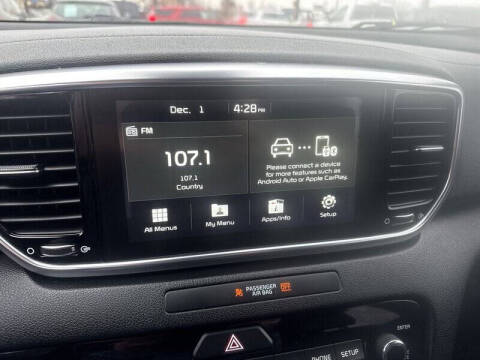 Dec. 1 4:28 PM
FM
107.1
107.1
Country
Please connect a device
for more features such as
Android Auto or Apple CarPlay.
All Menus
My Menu
Apps/Info
Setup
PASSENGER
AIR BAG
OFF
ENTER
PHONE
SETUP